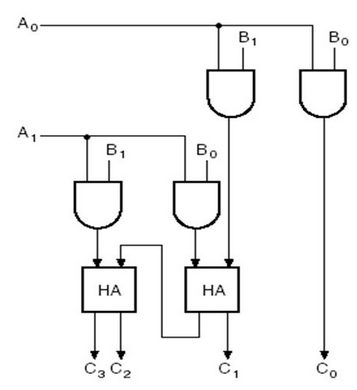 A₀
B₁ B₀
A₁
B₁ B₀
HA HA
C₃ C₂ C₁ C₀